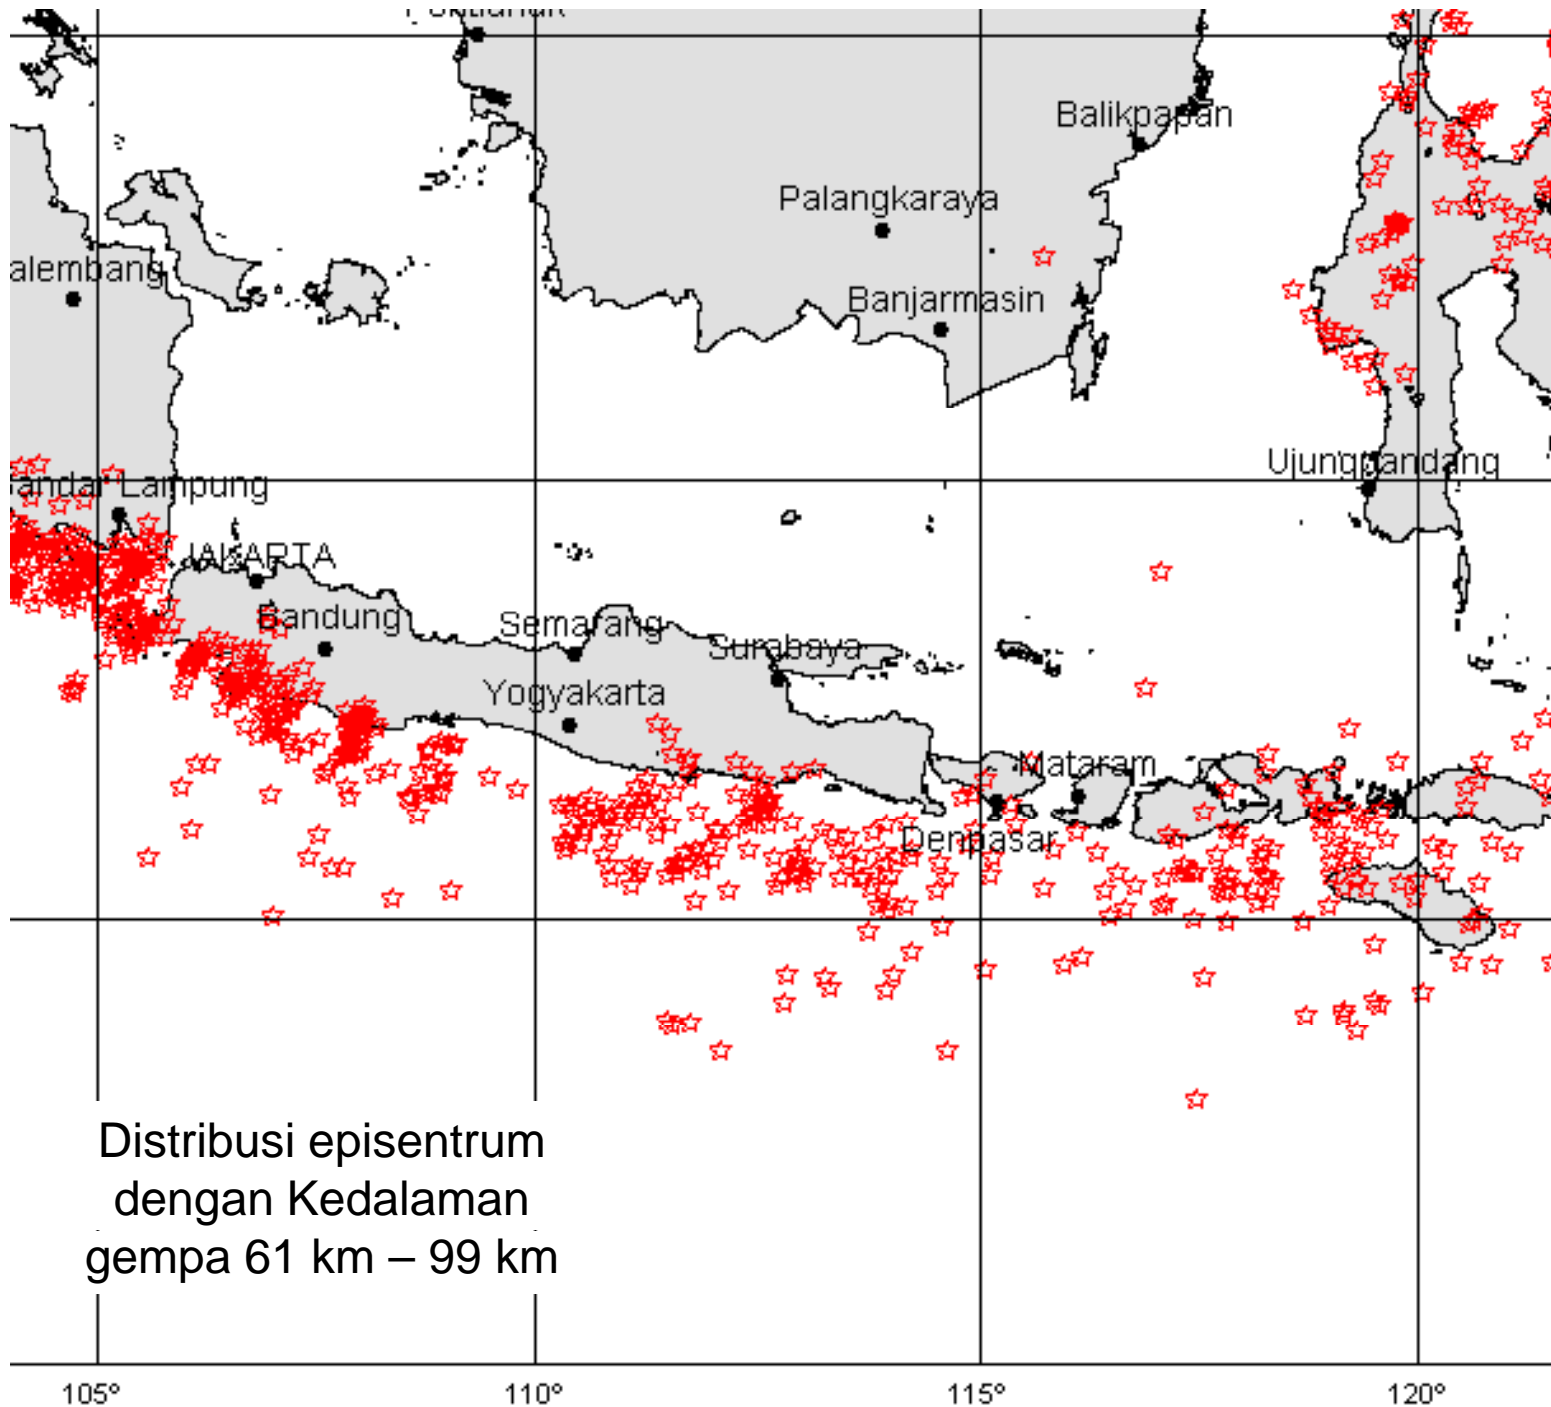 Balikpapan
Palangkaraya
alembang
Banjarmasin
Ujungpandang
Lampung
JAKARTA
Bandung
Semarang
Surabaya
Yogyakarta
Mataram
Denpasar
Distribusi episentrum
dengan Kedalaman
gempa 61 km – 99 km
105° 110° 115° 120°